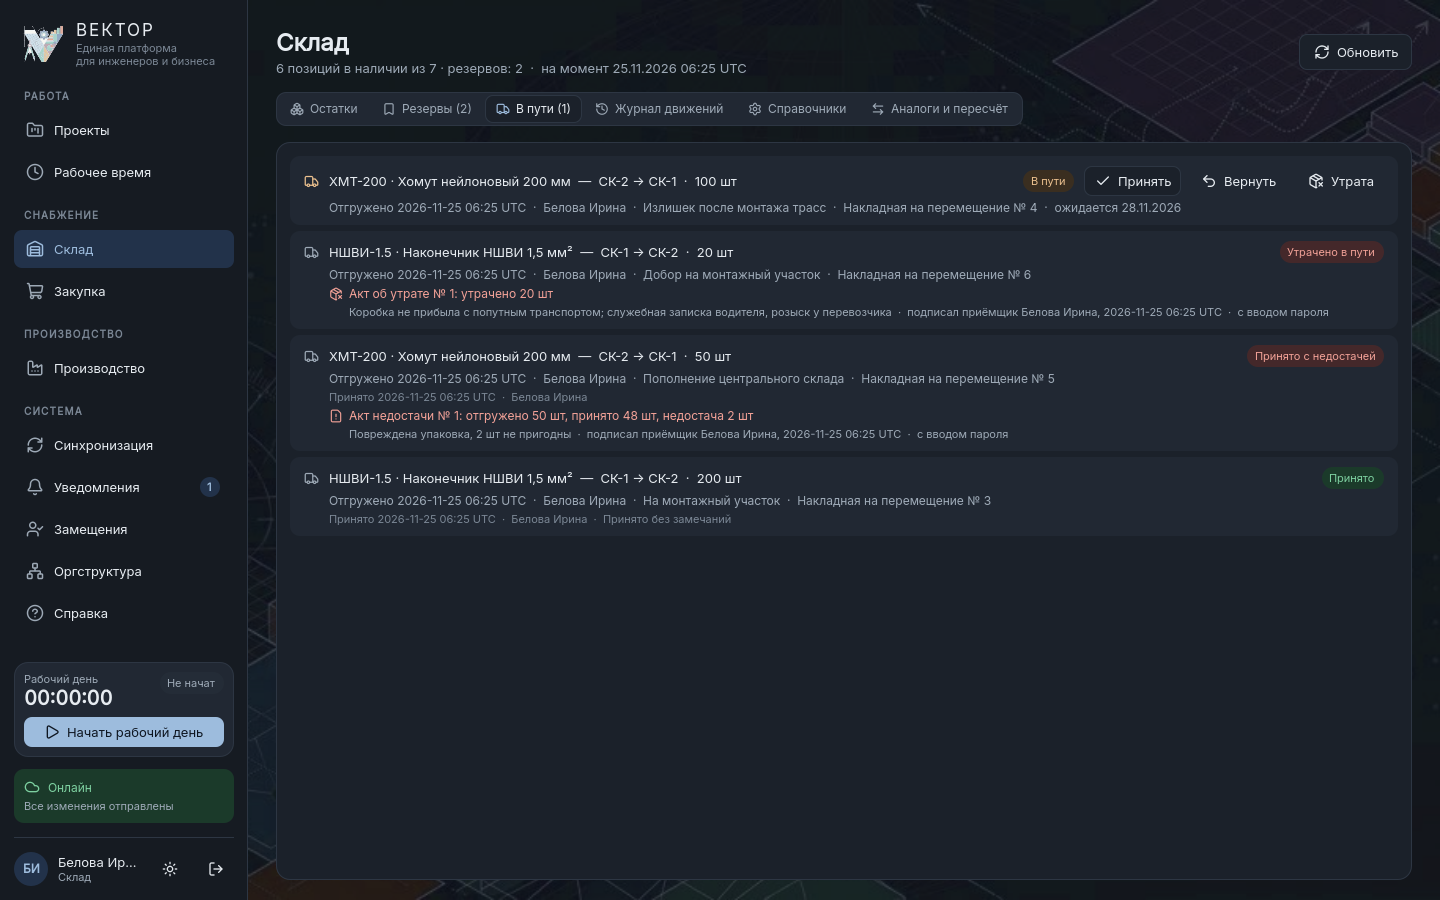 ВЕКТОР
Единая платформа
для инженеров и бизнеса
РАБОТА
Проекты
Рабочее время
СНАБЖЕНИЕ
Склад
Закупка
ПРОИЗВОДСТВО
Производство
СИСТЕМА
Синхронизация
Уведомления 1
Замещения
Оргструктура
Справка
Рабочий день
Не начат
00:00:00
Начать рабочий день
Онлайн
Все изменения отправлены
БИ
Белова Ир...
Склад
Склад
6 позиций в наличии из 7 · резервов: 2 · на момент 25.11.2026 06:25 UTC
Обновить
Остатки Резервы (2) В пути (1) Журнал движений Справочники Аналоги и пересчёт
ХМТ-200 · Хомут нейлоновый 200 мм — СК-2 → СК-1 · 100 шт
В пути Принять Вернуть Утрата
Отгружено 2026-11-25 06:25 UTC · Белова Ирина · Излишек после монтажа трасс · Накладная на перемещение № 4 · ожидается 28.11.2026
НШВИ-1.5 · Наконечник НШВИ 1,5 мм² — СК-1 → СК-2 · 20 шт
Утрачено в пути
Отгружено 2026-11-25 06:25 UTC · Белова Ирина · Добор на монтажный участок · Накладная на перемещение № 6
Акт об утрате № 1: утрачено 20 шт
Коробка не прибыла с попутным транспортом; служебная записка водителя, розыск у перевозчика · подписал приёмщик Белова Ирина, 2026-11-25 06:25 UTC · с вводом пароля
ХМТ-200 · Хомут нейлоновый 200 мм — СК-2 → СК-1 · 50 шт
Принято с недостачей
Отгружено 2026-11-25 06:25 UTC · Белова Ирина · Пополнение центрального склада · Накладная на перемещение № 5
Принято 2026-11-25 06:25 UTC · Белова Ирина
Акт недостачи № 1: отгружено 50 шт, принято 48 шт, недостача 2 шт
Повреждена упаковка, 2 шт не пригодны · подписал приёмщик Белова Ирина, 2026-11-25 06:25 UTC · с вводом пароля
НШВИ-1.5 · Наконечник НШВИ 1,5 мм² — СК-1 → СК-2 · 200 шт
Принято
Отгружено 2026-11-25 06:25 UTC · Белова Ирина · На монтажный участок · Накладная на перемещение № 3
Принято 2026-11-25 06:25 UTC · Белова Ирина · Принято без замечаний